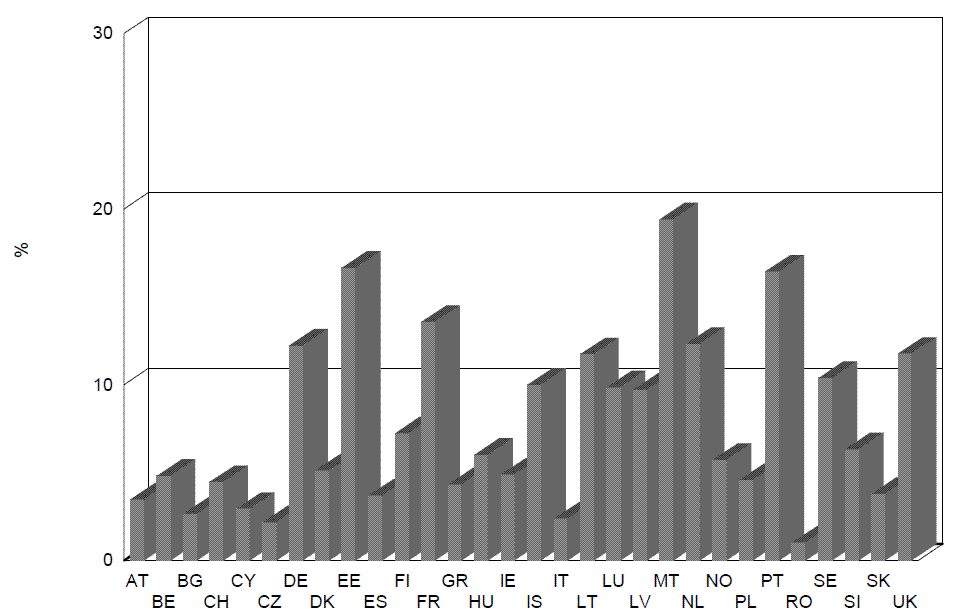 30
20
%
10
0
AT BG CY DE EE FI GR IE IT LU MT NO PT SE SK
BE CH CZ DK ES FR HU IS LT LV NL PL RO SI UK